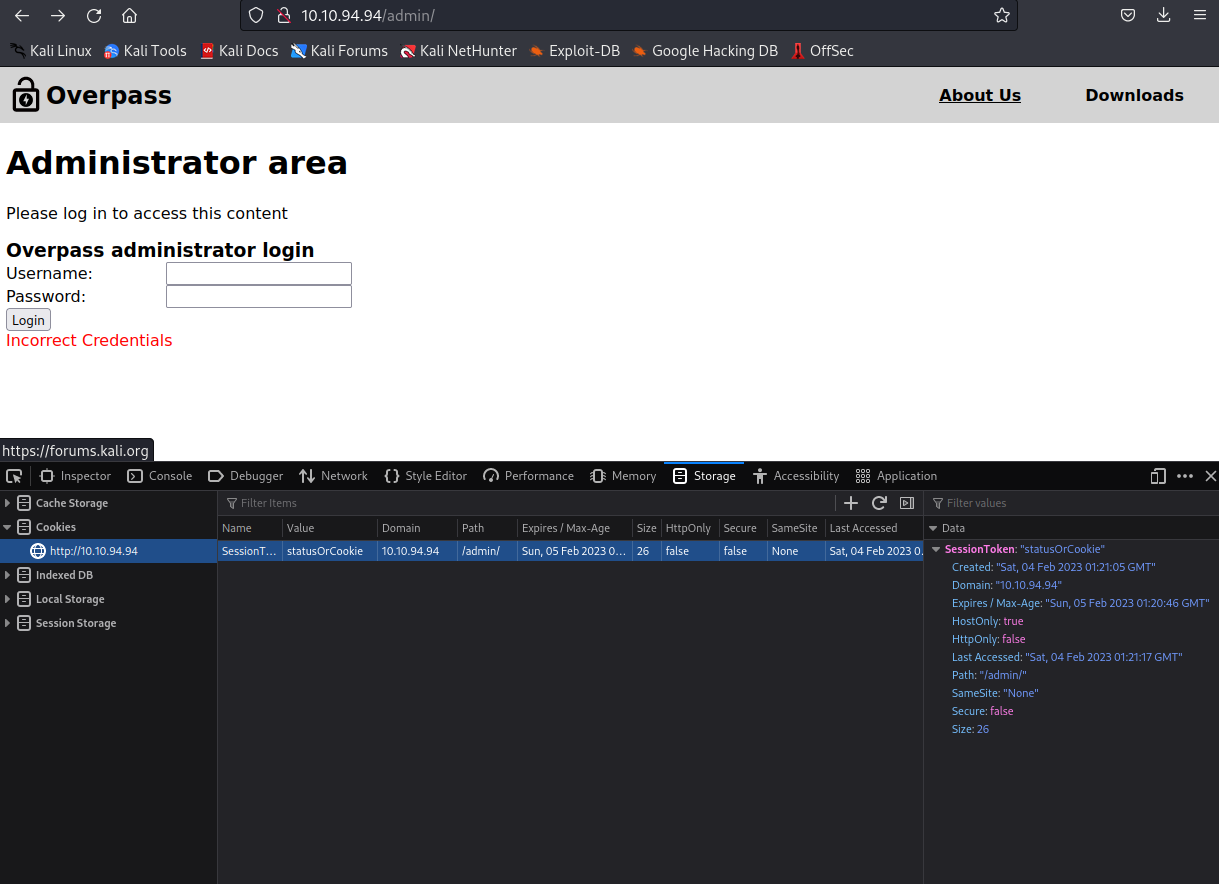 10.10.94.94/admin/
Kali Linux Kali Tools Kali Docs Kali Forums Kali NetHunter Exploit-DB Google Hacking DB OffSec
Overpass About Us Downloads
Administrator area
Please log in to access this content
Overpass administrator login
Username:
Password:
Login
Incorrect Credentials
https://forums.kali.org
Inspector Console Debugger Network Style Editor Performance Memory Storage Accessibility Application
Cache Storage
Cookies
http://10.10.94.94
Indexed DB
Local Storage
Session Storage
Filter Items
Name Value Domain Path Expires / Max-Age Size HttpOnly Secure SameSite Last Accessed
SessionT... statusOrCookie 10.10.94.94 /admin/ Sun, 05 Feb 2023 0... 26 false false None Sat, 04 Feb 2023 0.
Filter values
Data
SessionToken: "statusOrCookie"
Created: "Sat, 04 Feb 2023 01:21:05 GMT"
Domain: "10.10.94.94"
Expires / Max-Age: "Sun, 05 Feb 2023 01:20:46 GMT"
HostOnly: true
HttpOnly: false
Last Accessed: "Sat, 04 Feb 2023 01:21:17 GMT"
Path: "/admin/"
SameSite: "None"
Secure: false
Size: 26